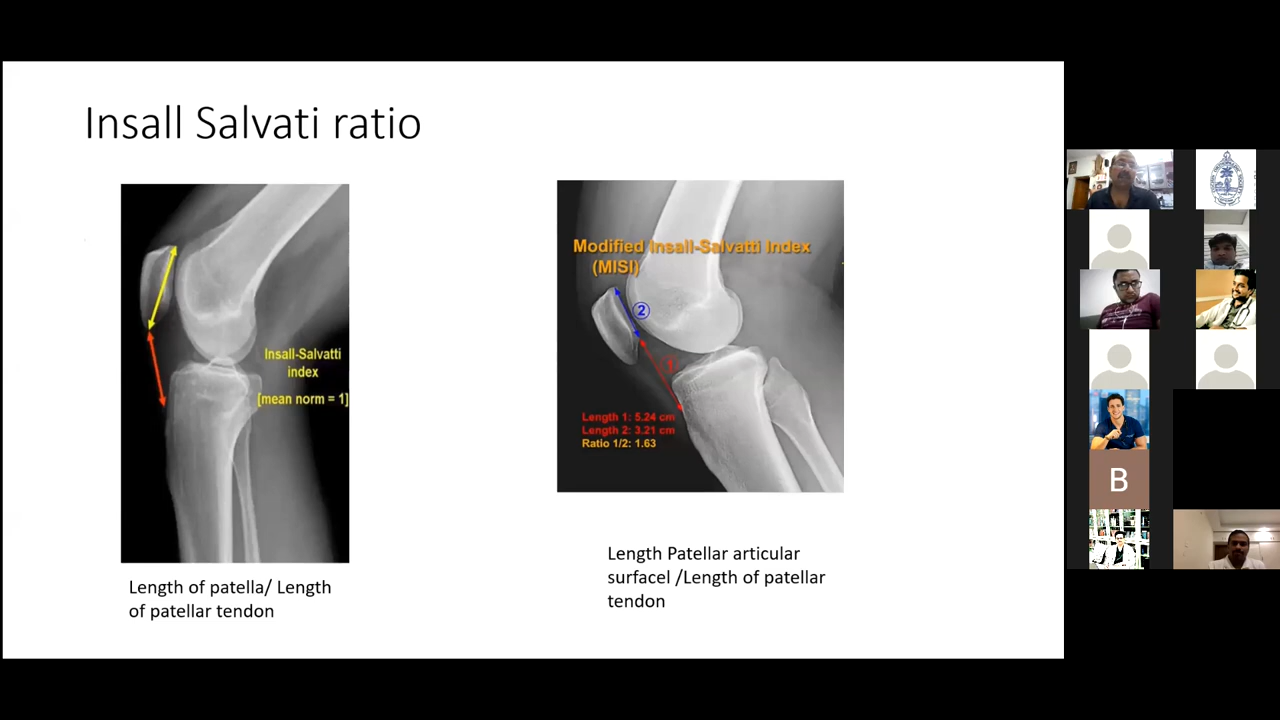 Insall Salvati ratio
Insall-Salvatti
index
[mean norm = 1]
Length of patella/ Length
of patellar tendon
Modified Insall-Salvatti Index
(MISI)
②
①
Length 1: 5.24 cm
Length 2: 3.21 cm
Ratio 1/2: 1.63
Length Patellar articular
surfacel /Length of patellar
tendon
B